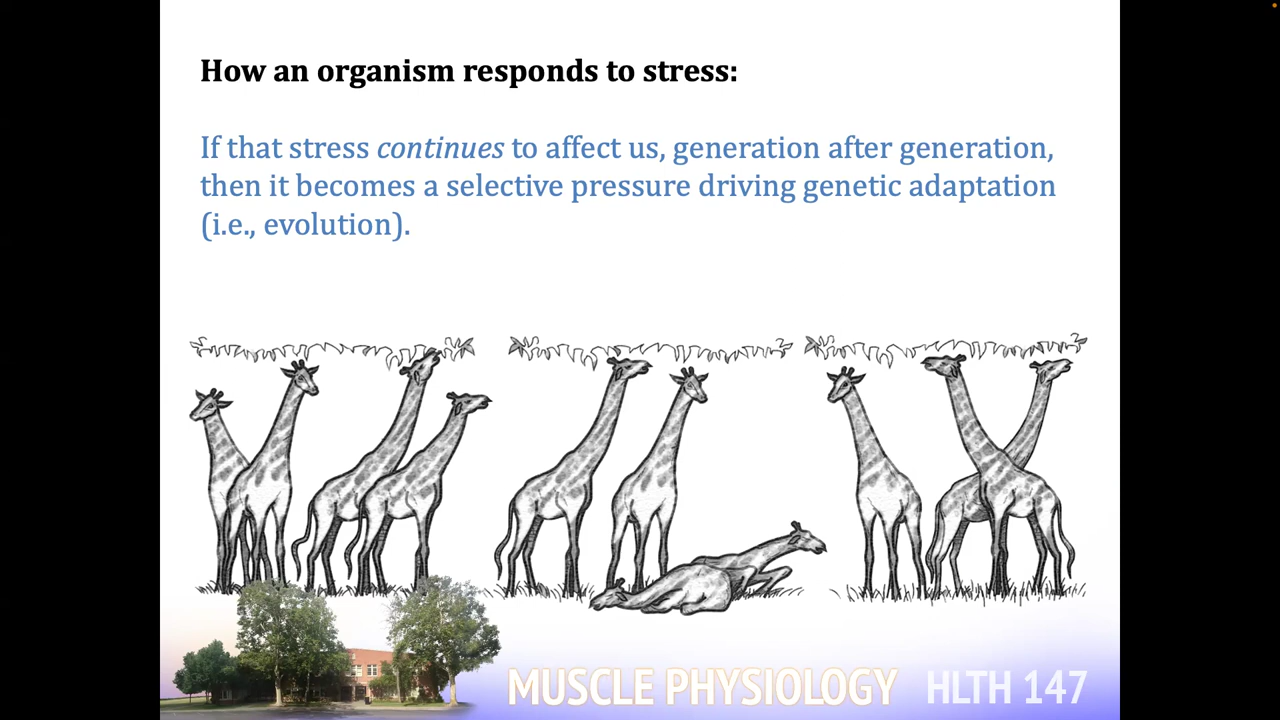 How an organism responds to stress:
If that stress continues to affect us, generation after generation,
then it becomes a selective pressure driving genetic adaptation
(i.e., evolution).
MUSCLE PHYSIOLOGY HLTH 147